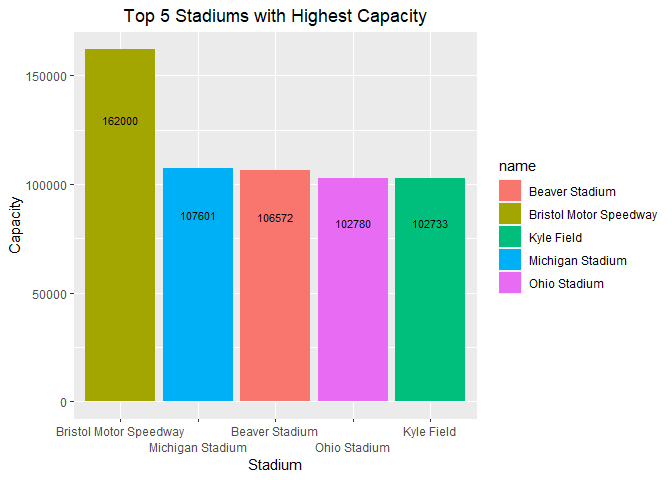 Top 5 Stadiums with Highest Capacity
Capacity
150000
100000
50000
0
162000
107601
106572
102780
102733
Bristol Motor Speedway
Michigan Stadium
Beaver Stadium
Ohio Stadium
Kyle Field
Stadium
name
Beaver Stadium
Bristol Motor Speedway
Kyle Field
Michigan Stadium
Ohio Stadium